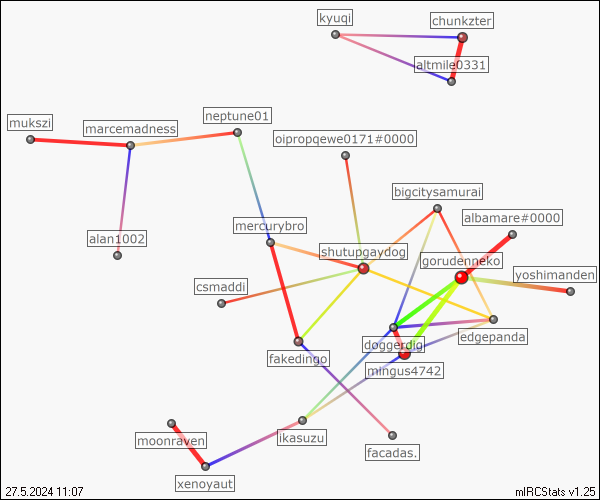 kyuqi
chunkzter
altmile0331
neptune01
mukszi
marcemadness
oipropqewe0171#0000
bigcitysamurai
albamare#0000
mercurybro
alan1002
shutupgaydog
gorudenneko
yoshimanden
csmaddi
edgepanda
doggerdig
fakedingo
mingus4742
moonraven
ikasuzu
facadas.
xenoyaut
27.5.2024 11:07
mIRCStats v1.25